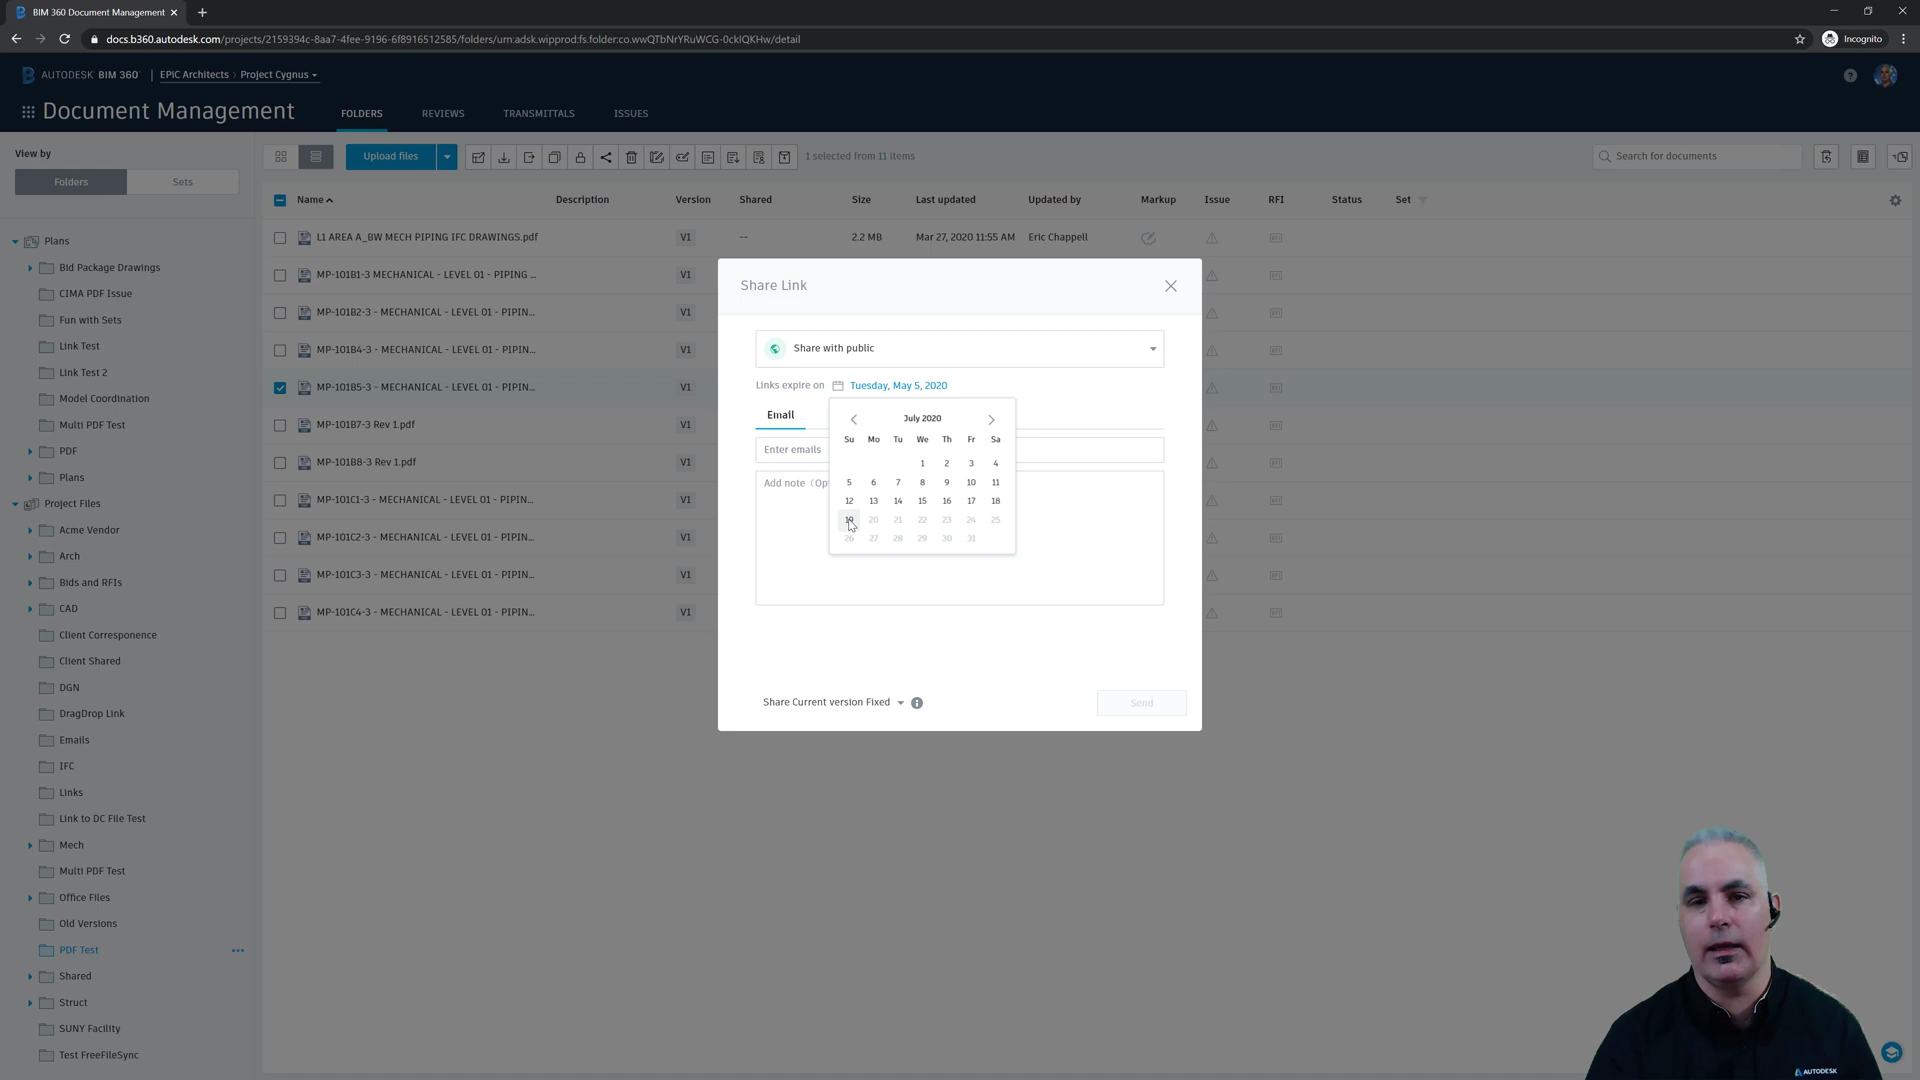 BIM 360 Document Management
docs.b360.autodesk.com/projects/2159394c-8aa7-4fee-9196-6f8916512585/folders/urn:adsk.wipprod:fs.folder:co.wwQTbNrYRuWCG-0ckIQKHw/detail
Incognito
AUTODESK® BIM 360° EPIC Architects > Project Cygnus
Document Management
FOLDERS REVIEWS TRANSMITTALS ISSUES
View by
Folders Sets
Upload files
1 selected from 11 items
Search for documents
Name Description Version Shared Size Last updated Updated by Markup Issue RFI Status Set
Plans
Bid Package Drawings
CIMA PDF Issue
Fun with Sets
Link Test
Link Test 2
Model Coordination
Multi PDF Test
PDF
Plans
Project Files
Acme Vendor
Arch
Bids and RFIs
CAD
Client Corresponence
Client Shared
DGN
DragDrop Link
Emails
IFC
Links
Link to DC File Test
Mech
Multi PDF Test
Office Files
Old Versions
PDF Test
Shared
Struct
SUNY Facility
Test FreeFileSync
L1 AREA A_BW MECH PIPING IFC DRAWINGS.pdf V1 -- 2.2 MB Mar 27, 2020 11:55 AM Eric Chappell RFI
MP-101B1-3 MECHANICAL - LEVEL 01 - PIPING ... V1 RFI
MP-101B2-3 - MECHANICAL - LEVEL 01 - PIPIN... V1 RFI
MP-101B4-3 - MECHANICAL - LEVEL 01 - PIPIN... V1 RFI
MP-101B5-3 - MECHANICAL - LEVEL 01 - PIPIN... V1 RFI
MP-101B7-3 Rev 1.pdf V1 RFI
MP-101B8-3 Rev 1.pdf V1 RFI
MP-101C1-3 - MECHANICAL - LEVEL 01 - PIPIN... V1 RFI
MP-101C2-3 - MECHANICAL - LEVEL 01 - PIPIN... V1 RFI
MP-101C3-3 - MECHANICAL - LEVEL 01 - PIPIN... V1 RFI
MP-101C4-3 - MECHANICAL - LEVEL 01 - PIPIN... V1 RFI
Share Link
Share with public
Links expire on Tuesday, May 5, 2020
Email
Enter emails
Add note (Op
July 2020
Su Mo Tu We Th Fr Sa
1 2 3 4
5 6 7 8 9 10 11
12 13 14 15 16 17 18
19 20 21 22 23 24 25
26 27 28 29 30 31
Share Current version Fixed
Send
AUTODESK